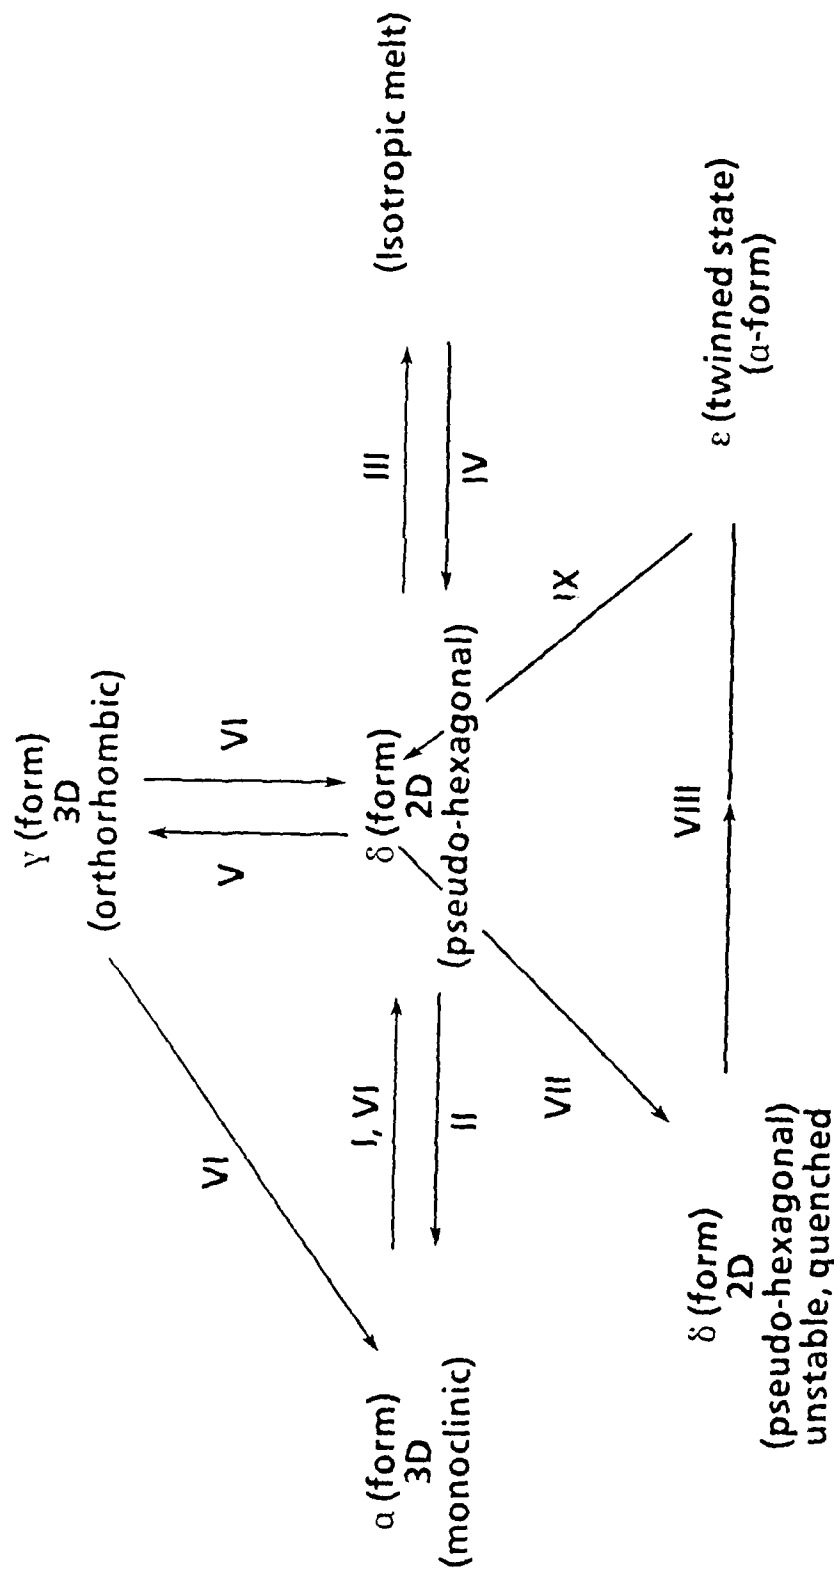 γ (form)
3D
(orthorhombic)
VI
V
VI
α (form)
3D
(monoclinic)
I, VI
II
δ (form)
2D
(pseudo-hexagonal)
III
IV
(Isotropic melt)
VII
IX
δ (form)
2D
(pseudo-hexagonal)
unstable, quenched
VIII
ε (twinned state)
(α-form)